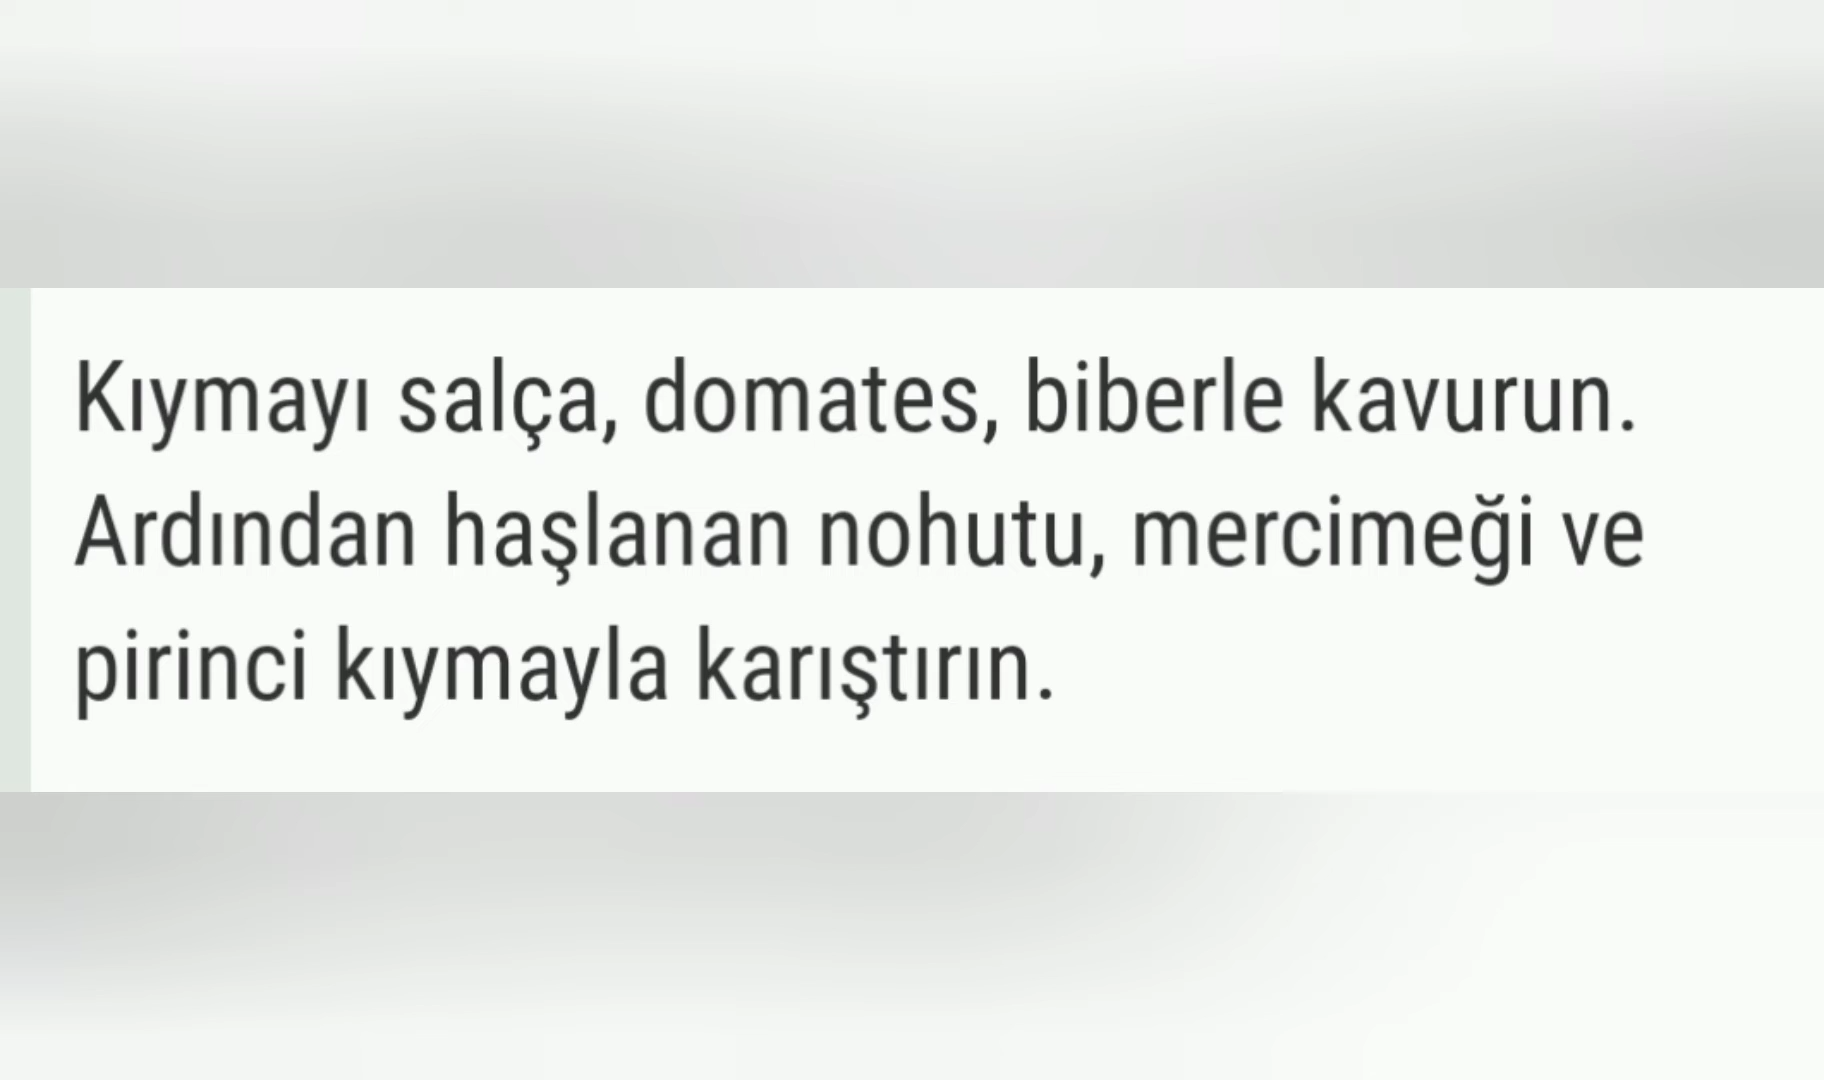 Kıymayı salça, domates, biberle kavurun.
Ardından haşlanan nohutu, mercimeği ve
pirinci kıymayla karıştırın.